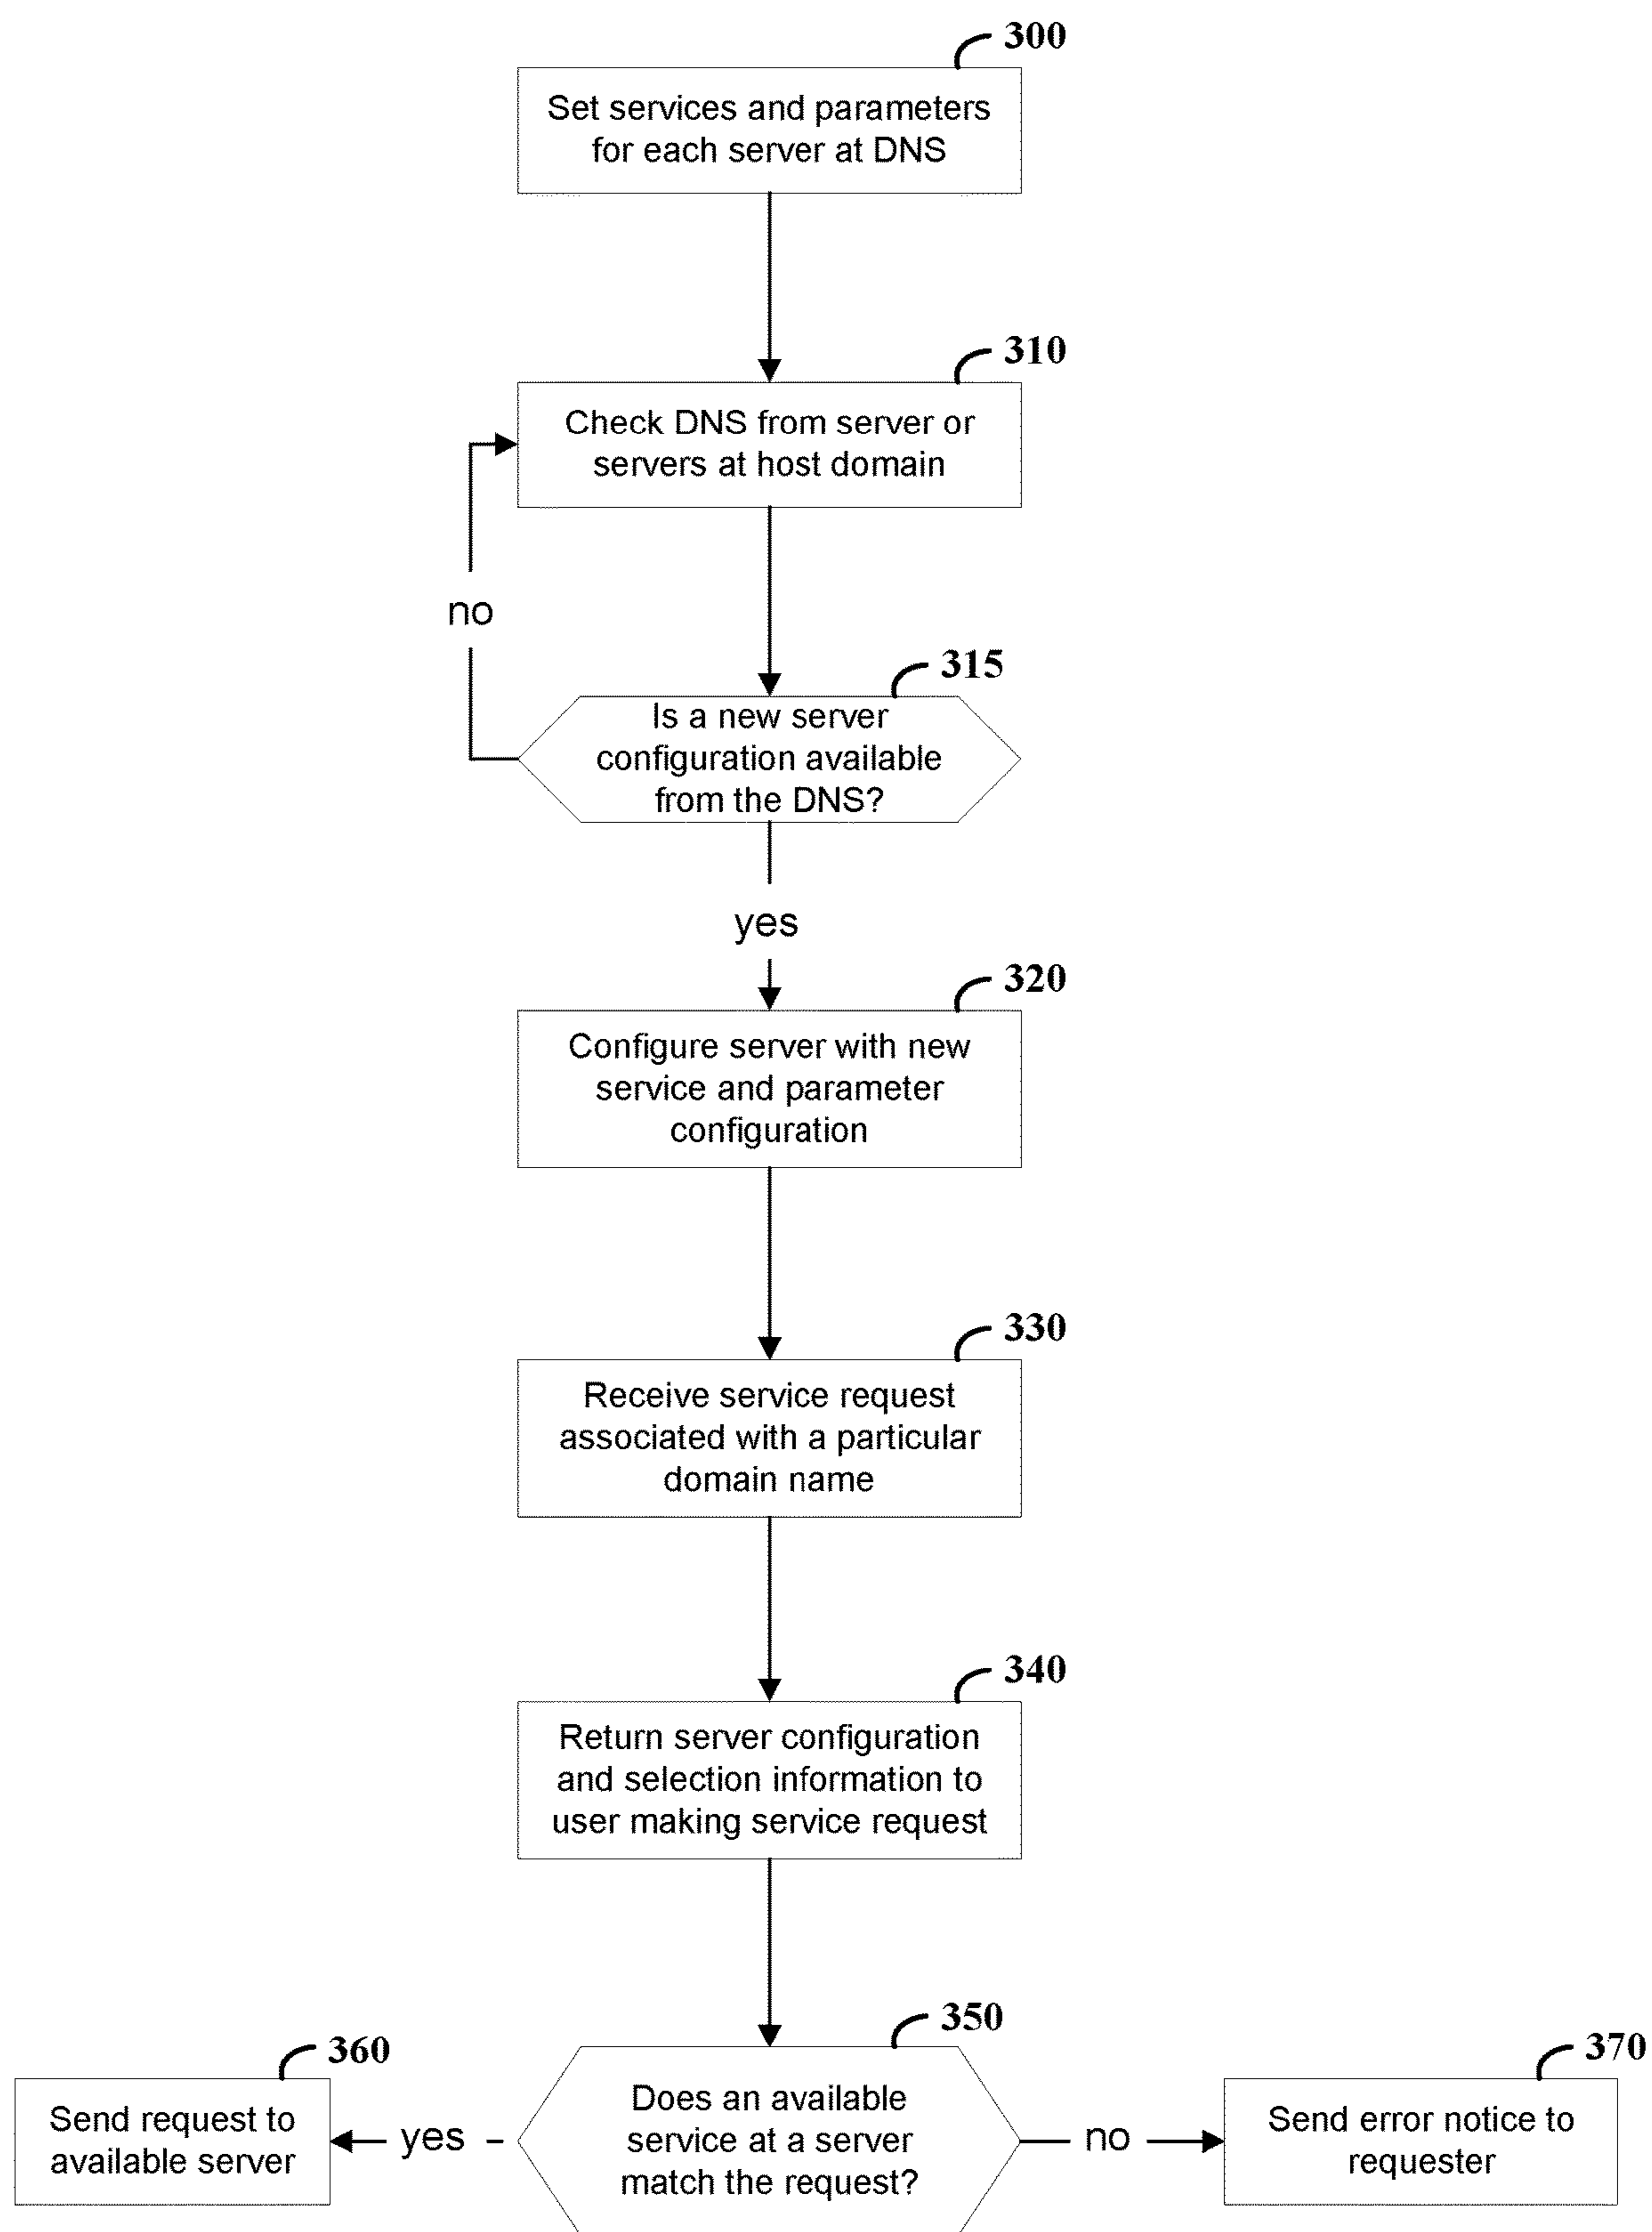 300
Set services and parameters
for each server at DNS
310
Check DNS from server or
servers at host domain
no
315
Is a new server
configuration available
from the DNS?
yes
320
Configure server with new
service and parameter
configuration
330
Receive service request
associated with a particular
domain name
340
Return server configuration
and selection information to
user making service request
350
Does an available
service at a server
match the request?
yes
360
Send request to
available server
no
370
Send error notice to
requester